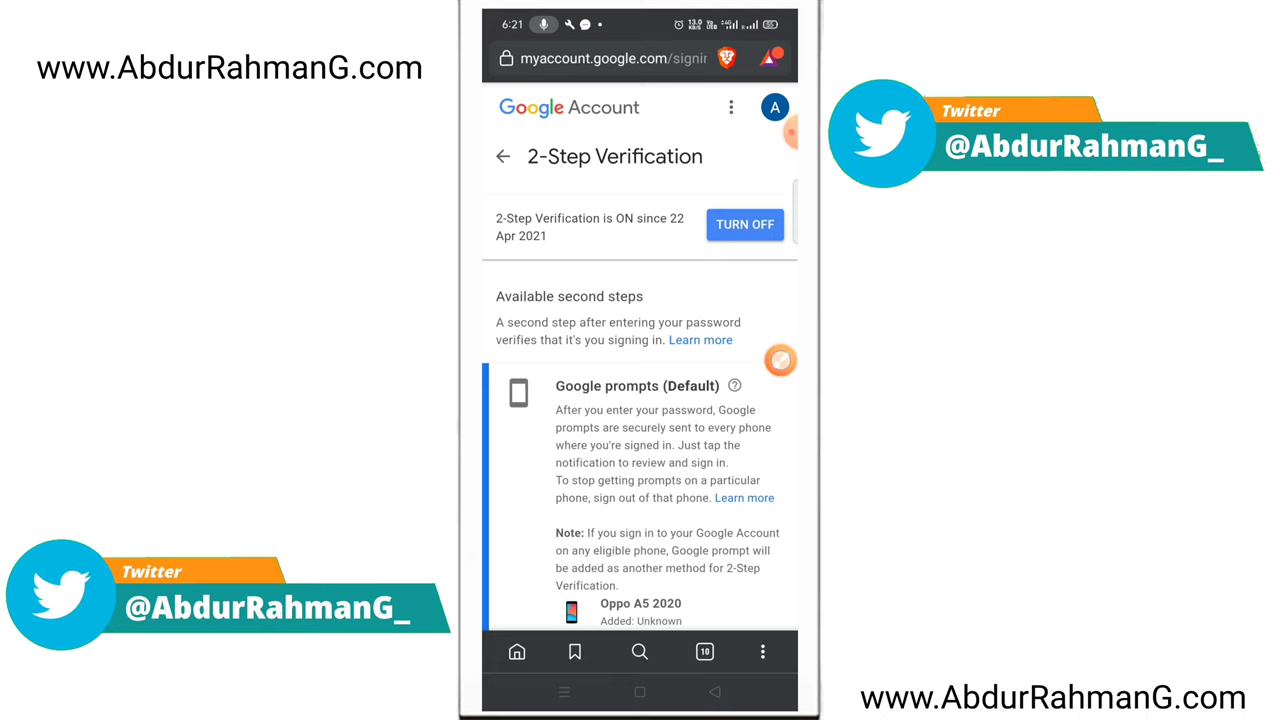 www.AbdurRahmanG.com
6:21
13.0
KB/S
myaccount.google.com/signin
Google Account
A
Twitter
@AbdurRahmanG_
2-Step Verification
2-Step Verification is ON since 22
Apr 2021
TURN OFF
Available second steps
A second step after entering your password
verifies that it's you signing in. Learn more
Google prompts (Default)
After you enter your password, Google
prompts are securely sent to every phone
where you're signed in. Just tap the
notification to review and sign in.
To stop getting prompts on a particular
phone, sign out of that phone. Learn more
Note: If you sign in to your Google Account
on any eligible phone, Google prompt will
be added as another method for 2-Step
Verification.
Oppo A5 2020
Added: Unknown
Twitter
@AbdurRahmanG_
10
www.AbdurRahmanG.com